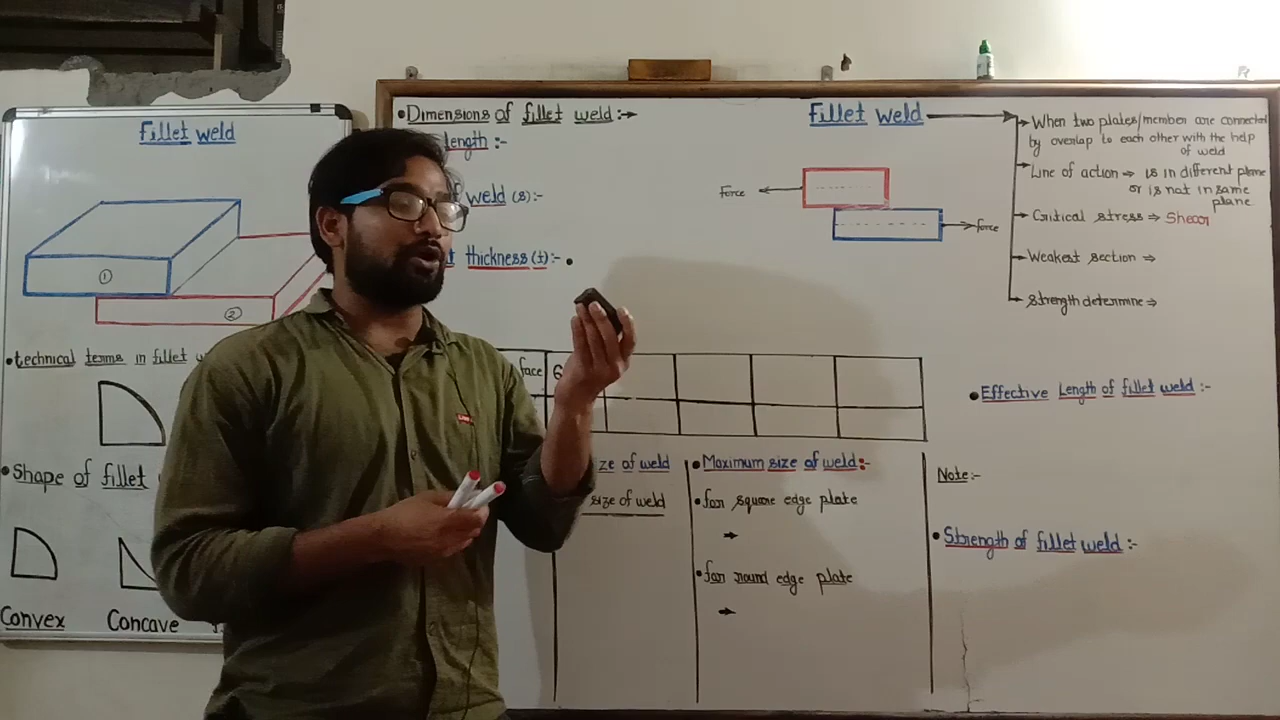 Fillet weld
①
②
technical terms in fillet
Shape of fillet
Convex
Concave
• Dimensions of fillet weld :→
length :-
weld (s):-
thickness (t):- •
face
size of weld
• Maximum size of weld:-
• for square edge plate
→
• for round edge plate
→
Fillet weld
→ When two plates/member are connected
by overlap to each other with the help
of weld
→ Line of action ⇒ is in different plane
or is not in same
plane.
→ Critical stress ⇒ Shear
→ Weakest section ⇒
→ Strength determine ⇒
Force
force
• Effective Length of fillet weld :-
Note:-
• Strength of fillet weld :-